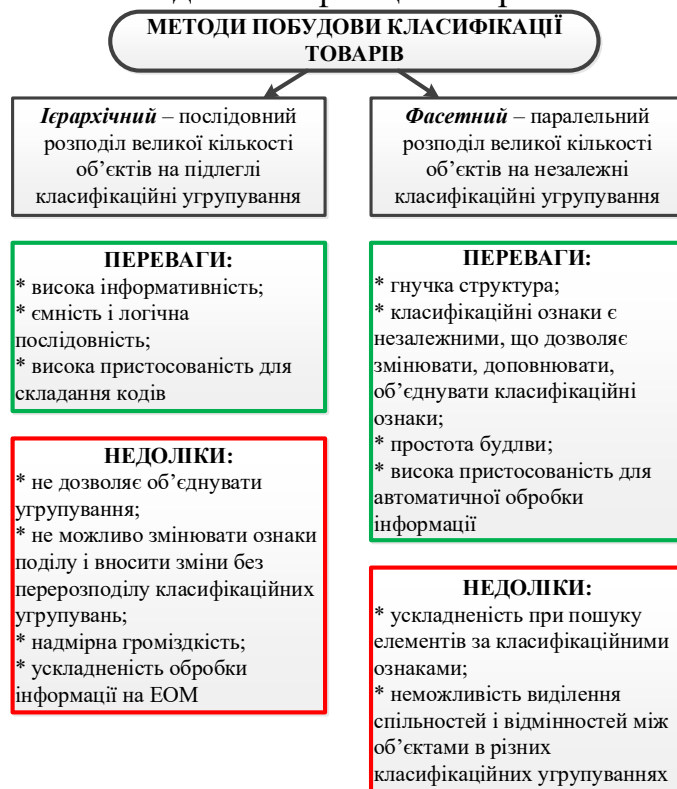 МЕТОДИ ПОБУДОВИ КЛАСИФІКАЦІЇ
ТОВАРІВ
Ієрархічний – послідовний
розподіл великої кількості
об’єктів на підлеглі
класифікаційні угрупування
Фасетний – паралельний
розподіл великої кількості
об’єктів на незалежні
класифікаційні угрупування
ПЕРЕВАГИ:
* висока інформативність;
* ємність і логічна
послідовність;
* висока пристосованість для
складання кодів
НЕДОЛІКИ:
* не дозволяє об’єднувати
угрупування;
* не можливо змінювати ознаки
поділу і вносити зміни без
перерозподілу класифікаційних
угрупувань;
* надмірна громіздкість;
* ускладненість обробки
інформації на ЕОМ
ПЕРЕВАГИ:
* гнучка структура;
* класифікаційні ознаки є
незалежними, що дозволяє
змінювати, доповнювати,
об’єднувати класифікаційні
ознаки;
* простота будлви;
* висока пристосованість для
автоматичної обробки
інформації
НЕДОЛІКИ:
* ускладненість при пошуку
елементів за класифікаційними
ознаками;
* неможливість виділення
спільностей і відмінностей між
об’єктами в різних
класифікаційних угрупуваннях